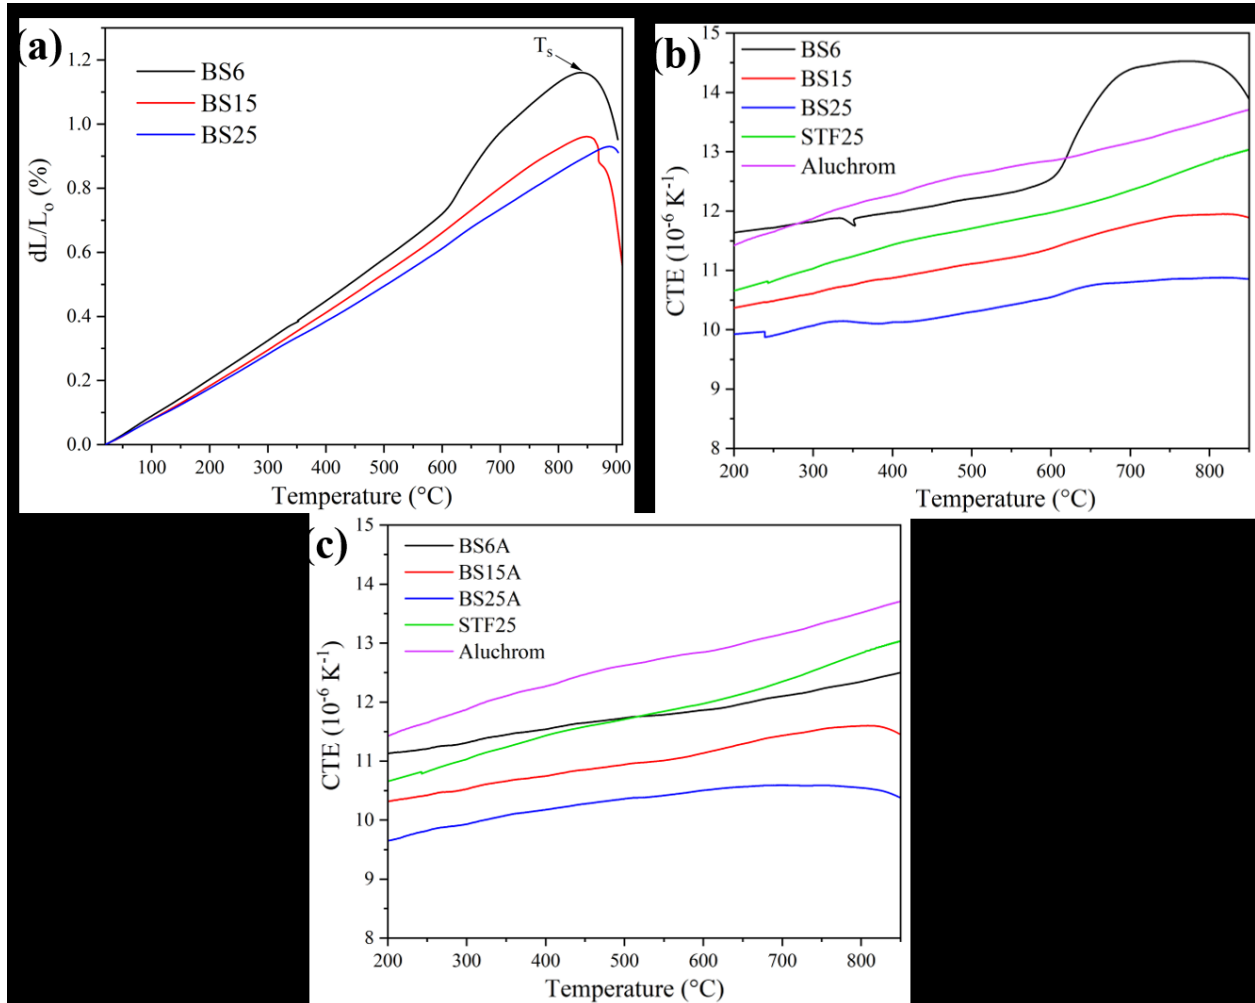 (a)
T_s
BS6
BS15
BS25
1.2
1.0
0.8
0.6
0.4
0.2
0.0
dL/L_o (%)
100 200 300 400 500 600 700 800 900
Temperature (°C)
(b)
BS6
BS15
BS25
STF25
Aluchrom
15
14
13
12
11
10
9
8
CTE (10^-6 K^-1)
200 300 400 500 600 700 800
Temperature (°C)
(c)
BS6A
BS15A
BS25A
STF25
Aluchrom
15
14
13
12
11
10
9
8
CTE (10^-6 K^-1)
200 300 400 500 600 700 800
Temperature (°C)